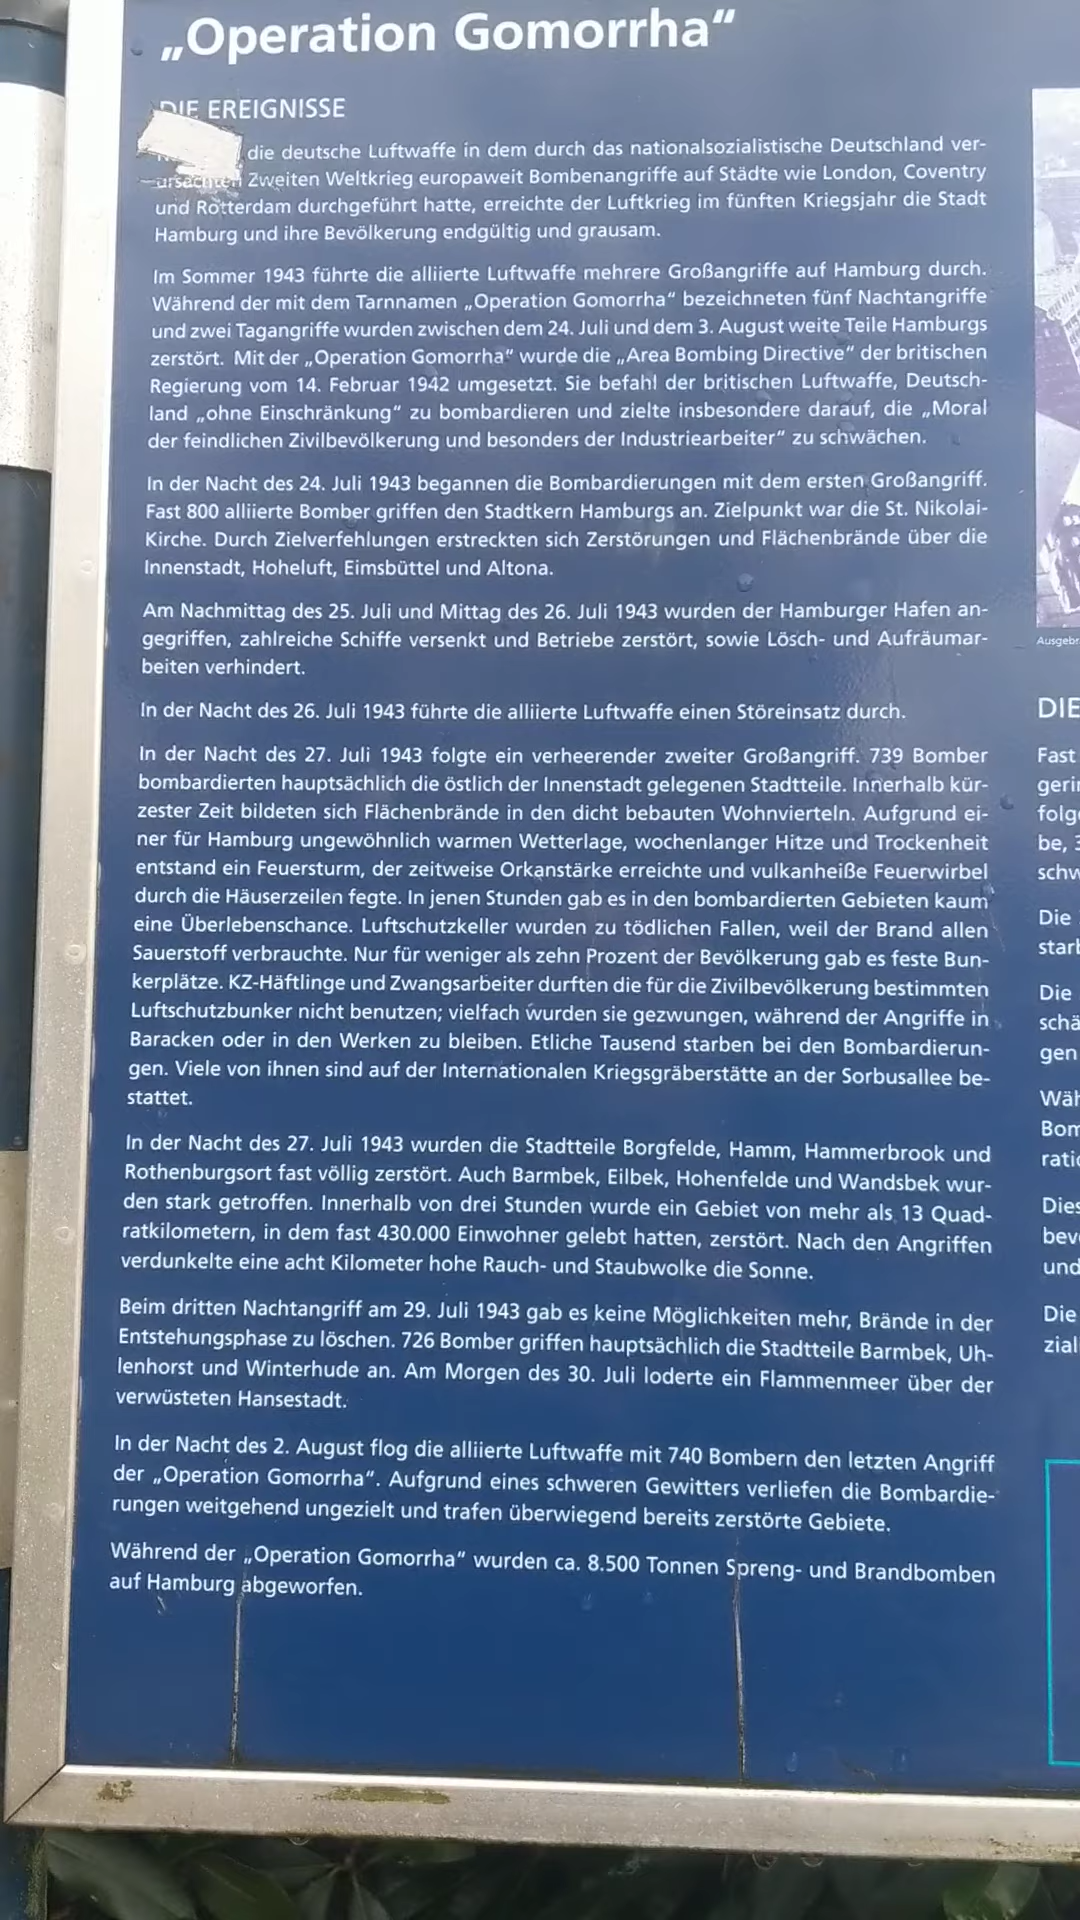 „Operation Gomorrha“
DIE EREIGNISSE
die deutsche Luftwaffe in dem durch das nationalsozialistische Deutschland ver-
ursachten Zweiten Weltkrieg europaweit Bombenangriffe auf Städte wie London, Coventry
und Rotterdam durchgeführt hatte, erreichte der Luftkrieg im fünften Kriegsjahr die Stadt
Hamburg und ihre Bevölkerung endgültig und grausam.
Im Sommer 1943 führte die alliierte Luftwaffe mehrere Großangriffe auf Hamburg durch.
Während der mit dem Tarnnamen „Operation Gomorrha“ bezeichneten fünf Nachtangriffe
und zwei Tagangriffe wurden zwischen dem 24. Juli und dem 3. August weite Teile Hamburgs
zerstört. Mit der „Operation Gomorrha“ wurde die „Area Bombing Directive“ der britischen
Regierung vom 14. Februar 1942 umgesetzt. Sie befahl der britischen Luftwaffe, Deutsch-
land „ohne Einschränkung“ zu bombardieren und zielte insbesondere darauf, die „Moral
der feindlichen Zivilbevölkerung und besonders der Industriearbeiter“ zu schwächen.
In der Nacht des 24. Juli 1943 begannen die Bombardierungen mit dem ersten Großangriff.
Fast 800 alliierte Bomber griffen den Stadtkern Hamburgs an. Zielpunkt war die St. Nikolai-
Kirche. Durch Zielverfehlungen erstreckten sich Zerstörungen und Flächenbrände über die
Innenstadt, Hoheluft, Eimsbüttel und Altona.
Am Nachmittag des 25. Juli und Mittag des 26. Juli 1943 wurden der Hamburger Hafen an-
gegriffen, zahlreiche Schiffe versenkt und Betriebe zerstört, sowie Lösch- und Aufräumar-
beiten verhindert.
In der Nacht des 26. Juli 1943 führte die alliierte Luftwaffe einen Störeinsatz durch.
In der Nacht des 27. Juli 1943 folgte ein verheerender zweiter Großangriff. 739 Bomber
bombardierten hauptsächlich die östlich der Innenstadt gelegenen Stadtteile. Innerhalb kür-
zester Zeit bildeten sich Flächenbrände in den dicht bebauten Wohnvierteln. Aufgrund ei-
ner für Hamburg ungewöhnlich warmen Wetterlage, wochenlanger Hitze und Trockenheit
entstand ein Feuersturm, der zeitweise Orkanstärke erreichte und vulkanheiße Feuerwirbel
durch die Häuserzeilen fegte. In jenen Stunden gab es in den bombardierten Gebieten kaum
eine Überlebenschance. Luftschutzkeller wurden zu tödlichen Fallen, weil der Brand allen
Sauerstoff verbrauchte. Nur für weniger als zehn Prozent der Bevölkerung gab es feste Bun-
kerplätze. KZ-Häftlinge und Zwangsarbeiter durften die für die Zivilbevölkerung bestimmten
Luftschutzbunker nicht benutzen; vielfach wurden sie gezwungen, während der Angriffe in
Baracken oder in den Werken zu bleiben. Etliche Tausend starben bei den Bombardierun-
gen. Viele von ihnen sind auf der Internationalen Kriegsgräberstätte an der Sorbusallee be-
stattet.
In der Nacht des 27. Juli 1943 wurden die Stadtteile Borgfelde, Hamm, Hammerbrook und
Rothenburgsort fast völlig zerstört. Auch Barmbek, Eilbek, Hohenfelde und Wandsbek wur-
den stark getroffen. Innerhalb von drei Stunden wurde ein Gebiet von mehr als 13 Quad-
ratkilometern, in dem fast 430.000 Einwohner gelebt hatten, zerstört. Nach den Angriffen
verdunkelte eine acht Kilometer hohe Rauch- und Staubwolke die Sonne.
Beim dritten Nachtangriff am 29. Juli 1943 gab es keine Möglichkeiten mehr, Brände in der
Entstehungsphase zu löschen. 726 Bomber griffen hauptsächlich die Stadtteile Barmbek, Uh-
lenhorst und Winterhude an. Am Morgen des 30. Juli loderte ein Flammenmeer über der
verwüsteten Hansestadt.
In der Nacht des 2. August flog die alliierte Luftwaffe mit 740 Bombern den letzten Angriff
der „Operation Gomorrha“. Aufgrund eines schweren Gewitters verliefen die Bombardie-
rungen weitgehend ungezielt und trafen überwiegend bereits zerstörte Gebiete.
Während der „Operation Gomorrha“ wurden ca. 8.500 Tonnen Spreng- und Brandbomben
auf Hamburg abgeworfen.
Ausgebr
DIE
Fast
gerin
folg
be, 3
schw
Die
star
Die
schä
gen
Wäh
Bom
ratio
Dies
bev
und
Die
zial